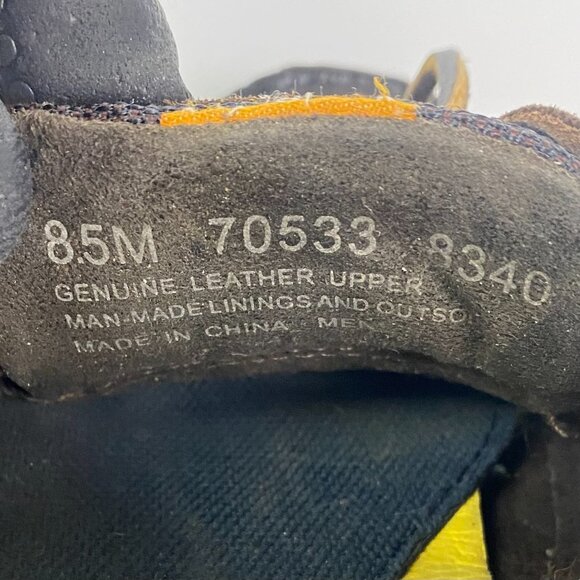 8.5M 70533 8340
GENUINE LEATHER UPPER
MAN-MADE LININGS AND OUTSO
MADE IN CHINA MEN